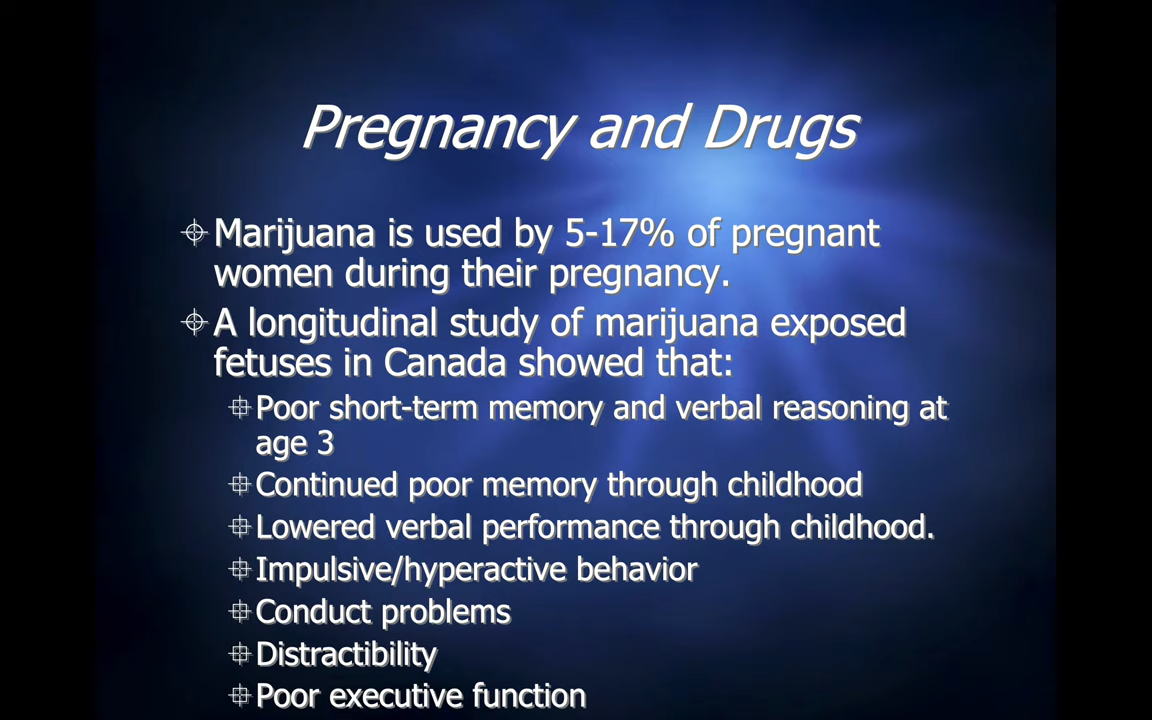 Pregnancy and Drugs
Marijuana is used by 5-17% of pregnant
women during their pregnancy.
A longitudinal study of marijuana exposed
fetuses in Canada showed that:
Poor short-term memory and verbal reasoning at
age 3
Continued poor memory through childhood
Lowered verbal performance through childhood.
Impulsive/hyperactive behavior
Conduct problems
Distractibility
Poor executive function